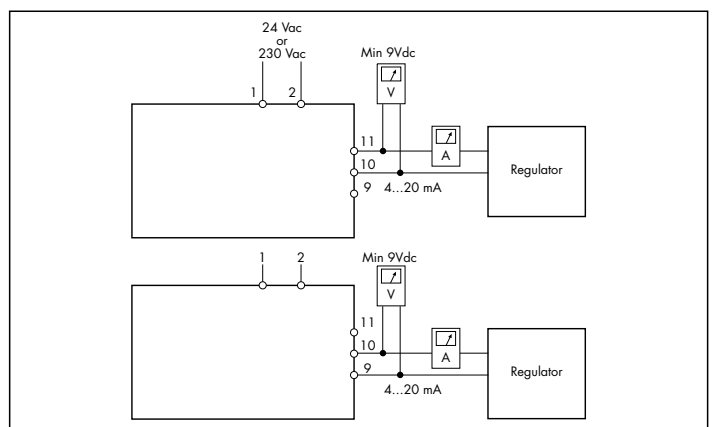 24 Vac
or
230 Vac
Min 9Vdc
1 2
V
11
A
Regulator
10
9 4...20 mA
1 2
Min 9Vdc
V
11
10
A
Regulator
9
4...20 mA